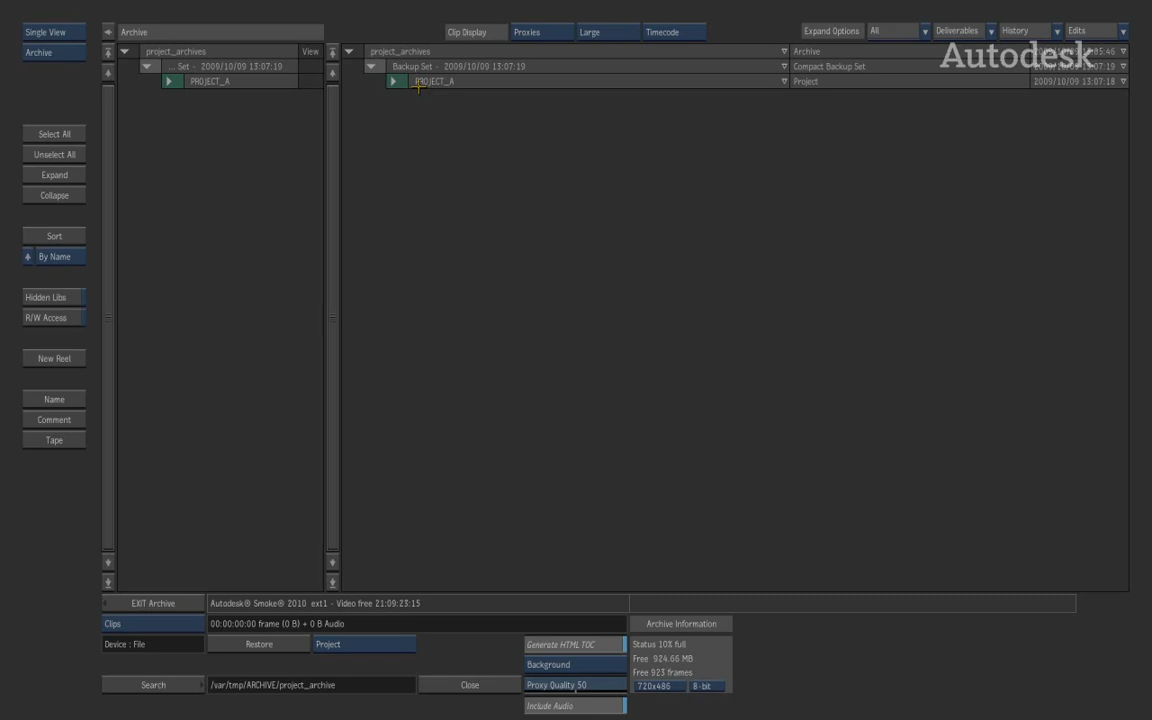 Single View
Archive
Clip Display
Proxies
Large
Timecode
Expand Options
All
Deliverables
History
Edits
Autodesk
Archive
project_archives
View
project_archives
Archive
... Set - 2009/10/09 13:07:19
Backup Set - 2009/10/09 13:07:19
Compact Backup Set
PROJECT_A
PROJECT_A
Project
2009/10/09 13:07:18
Select All
Unselect All
Expand
Collapse
Sort
By Name
Hidden Libs
R/W Access
New Reel
Name
Comment
Tape
EXIT Archive
Autodesk® Smoke® 2010 ext1 - Video free 21:09:23:15
Clips
00:00:00:00 frame (0 B) + 0 B Audio
Archive Information
Device : File
Restore
Project
Generate HTML TOC
Status 10% full
Background
Free 924.66 MB
Free 923 frames
Search
/var/tmp/ARCHIVE/project_archive
Close
Proxy Quality 50
720x486
8-bit
Include Audio